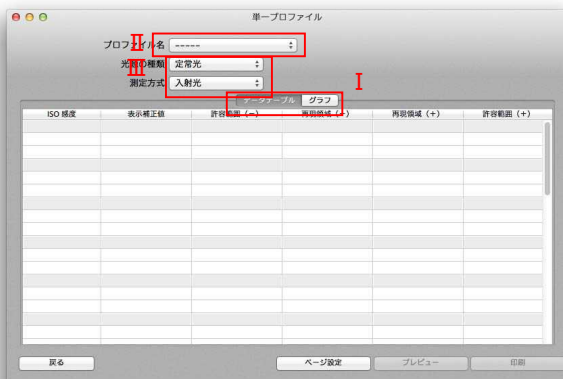 単一プロファイル
プロファイル名 -----
II
光源の種類 定常光
III
測定方式 入射光
I
データテーブル グラフ
ISO 感度 表示補正値 許容範囲（−） 再現領域（+） 再現領域（+） 許容範囲（+）
戻る ページ設定 プレビュー 印刷